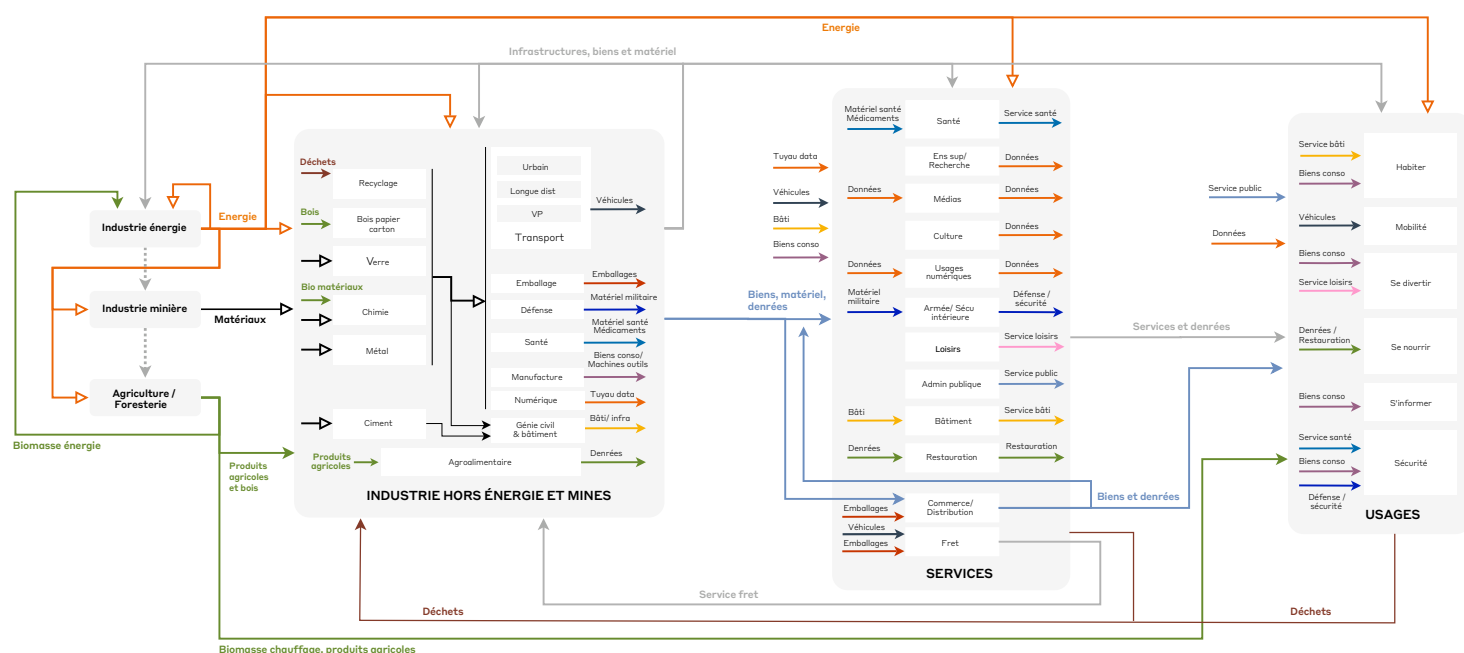 Energie
Infrastructures, biens et matériel
Energie
Industrie énergie
Industrie minière
Matériaux
Agriculture /
Foresterie
Biomasse énergie
Produits
agricoles
et bois
Biomasse chauffage, produits agricoles
Déchets
Recyclage
Bois
Bois papier
carton
Verre
Bio matériaux
Chimie
Métal
Ciment
Produits
agricoles
Agroalimentaire
Urbain
Longue dist
VP
Transport
Véhicules
Emballage
Emballages
Défense
Matériel militaire
Santé
Matériel santé
Médicaments
Manufacture
Biens conso/
Machines outils
Numérique
Tuyau data
Génie civil
& bâtiment
Bâti/ infra
Denrées
INDUSTRIE HORS ÉNERGIE ET MINES
Biens, matériel,
denrées
Tuyau data
Véhicules
Bâti
Biens conso
Matériel santé
Médicaments
Santé
Service santé
Ens sup/
Recherche
Données
Données
Médias
Données
Culture
Données
Données
Usages
numériques
Données
Matériel
militaire
Armée/ Sécu
intérieure
Défense /
sécurité
Loisirs
Service loisirs
Admin publique
Service public
Bâti
Bâtiment
Service bâti
Denrées
Restauration
Restauration
Emballages
Commerce/
Distribution
Véhicules
Emballages
Fret
SERVICES
Services et denrées
Biens et denrées
Service fret
Déchets
Déchets
Service public
Données
Service bâti
Biens conso
Habiter
Véhicules
Mobilité
Biens conso
Service loisirs
Se divertir
Denrées /
Restauration
Se nourrir
Biens conso
S'informer
Service santé
Biens conso
Défense /
sécurité
Sécurité
USAGES